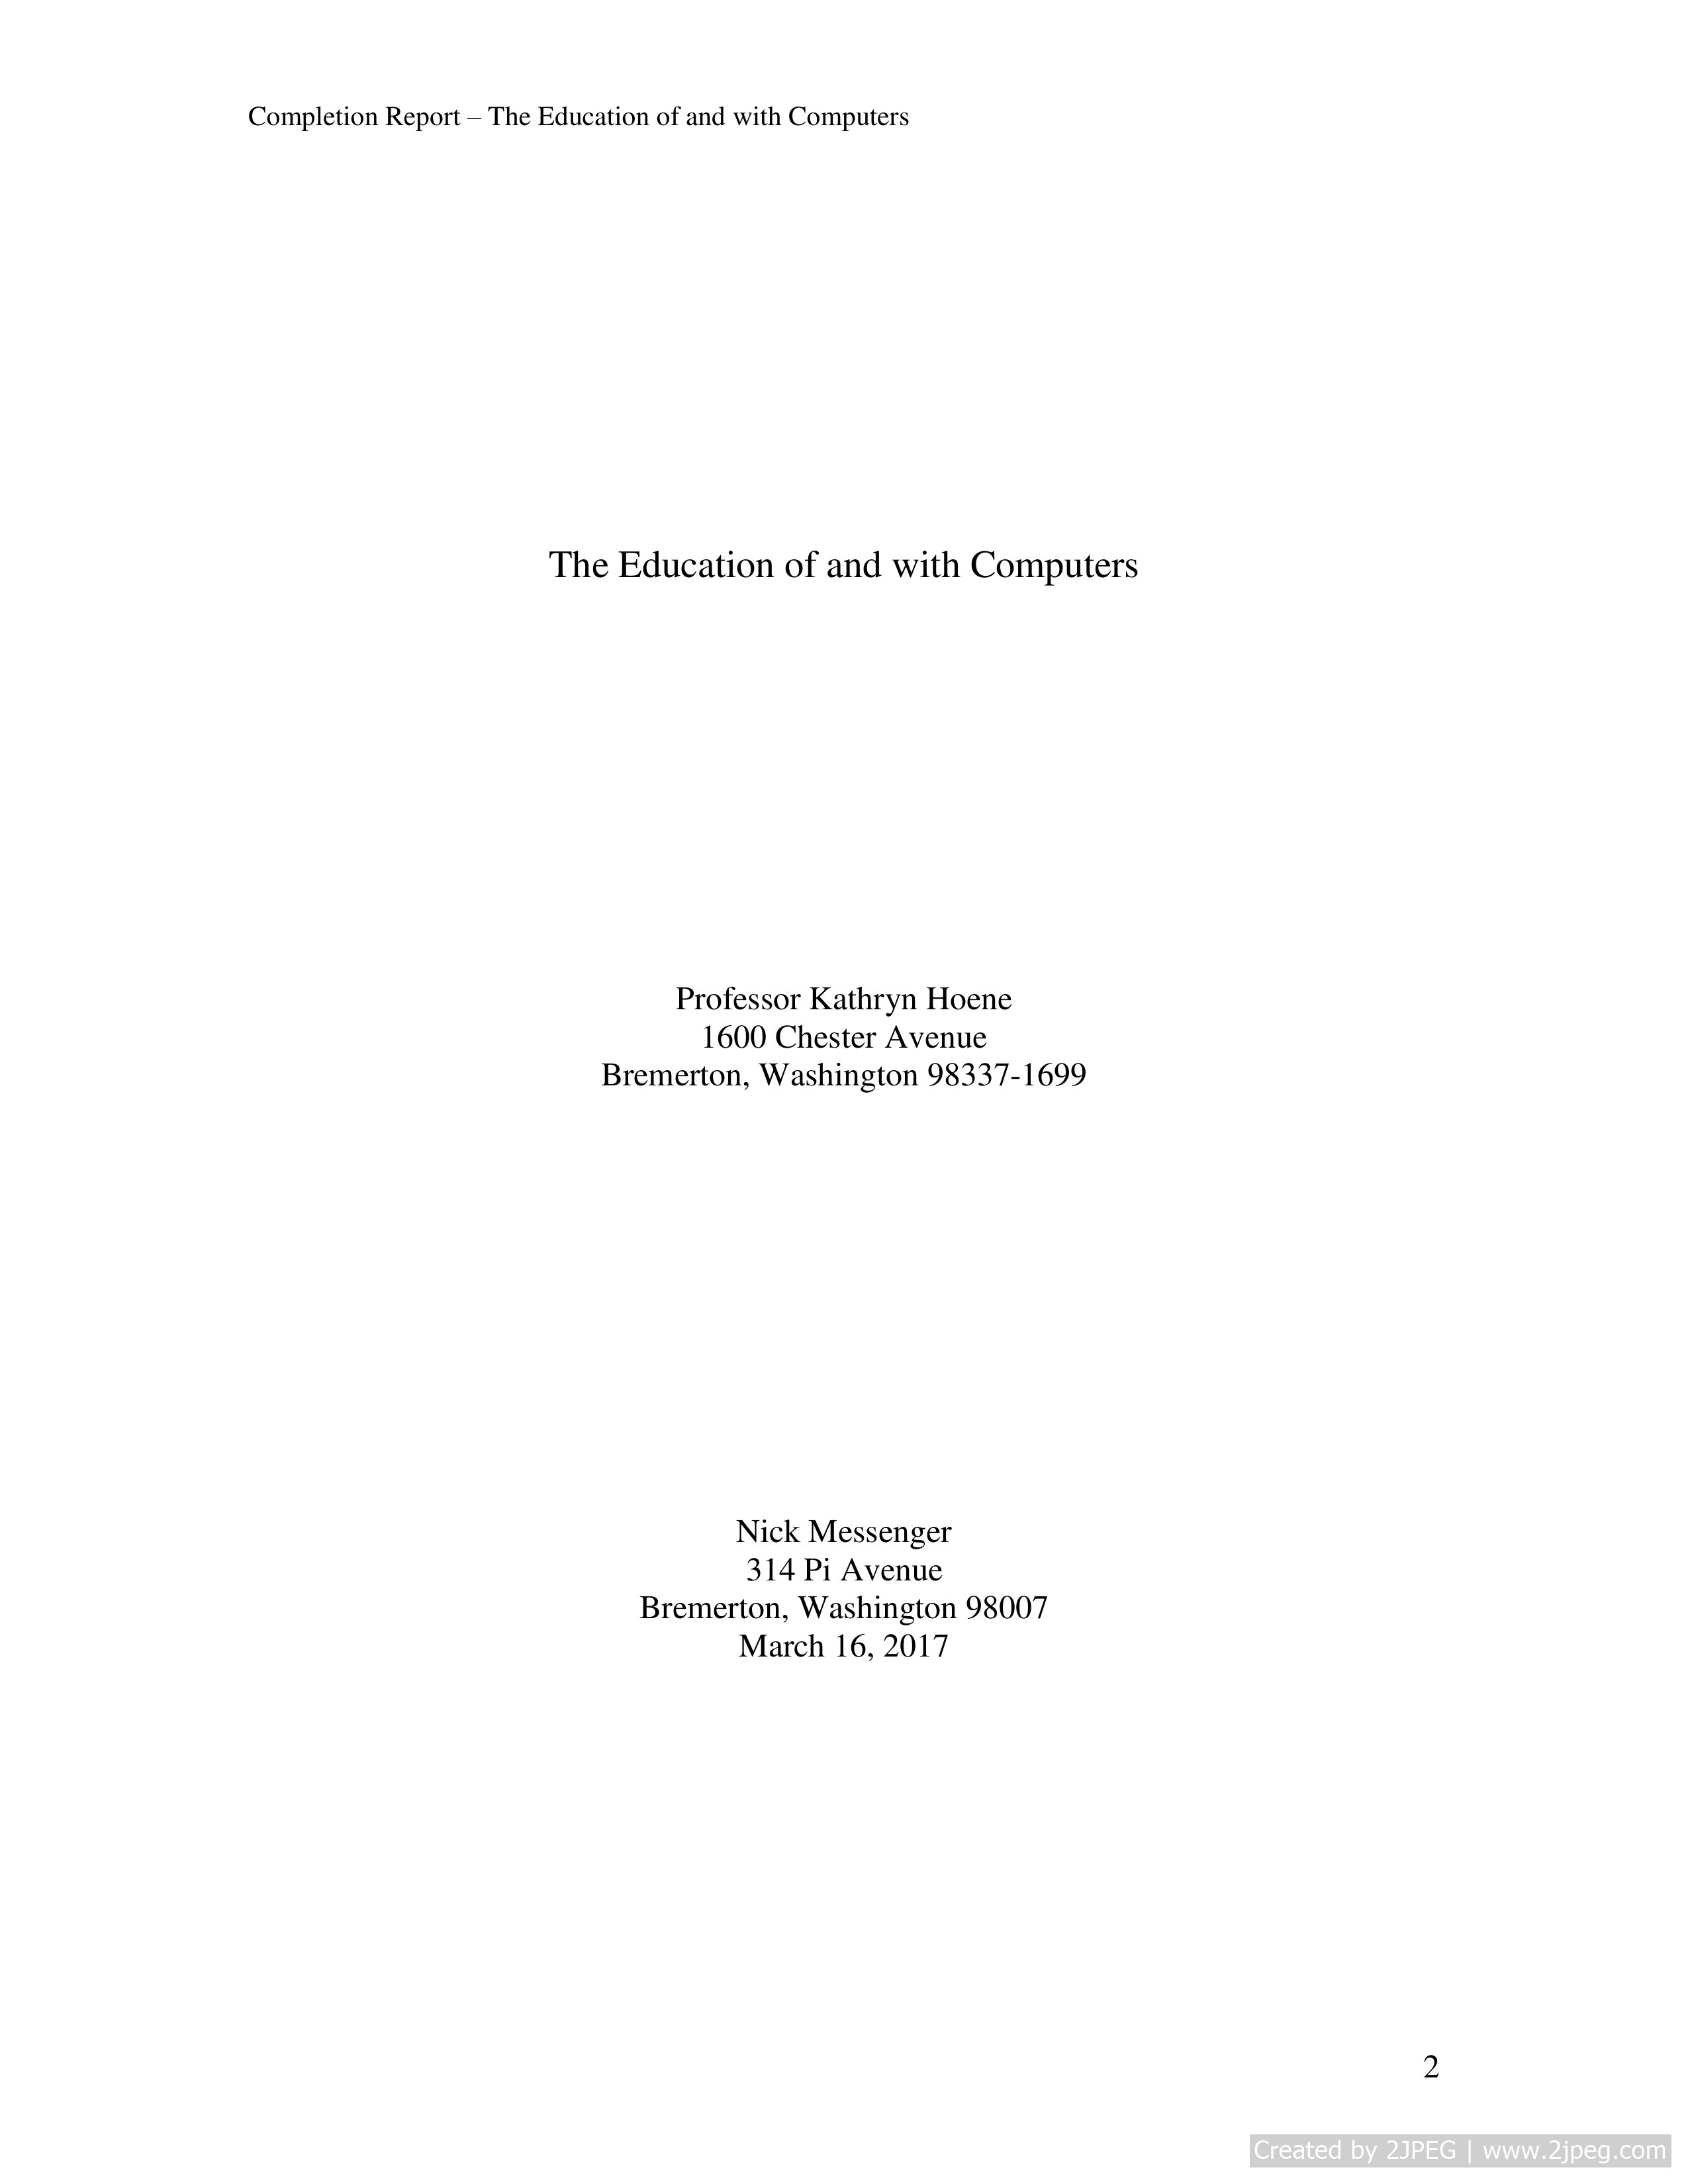 Completion Report – The Education of and with Computers
The Education of and with Computers
Professor Kathryn Hoene
1600 Chester Avenue
Bremerton, Washington 98337-1699
Nick Messenger
314 Pi Avenue
Bremerton, Washington 98007
March 16, 2017
2
Created by 2JPEG | www.2jpeg.com